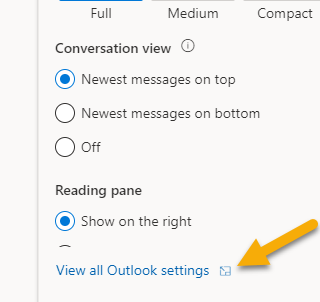 Full Medium Compact
Conversation view
Newest messages on top
Newest messages on bottom
Off
Reading pane
Show on the right
View all Outlook settings